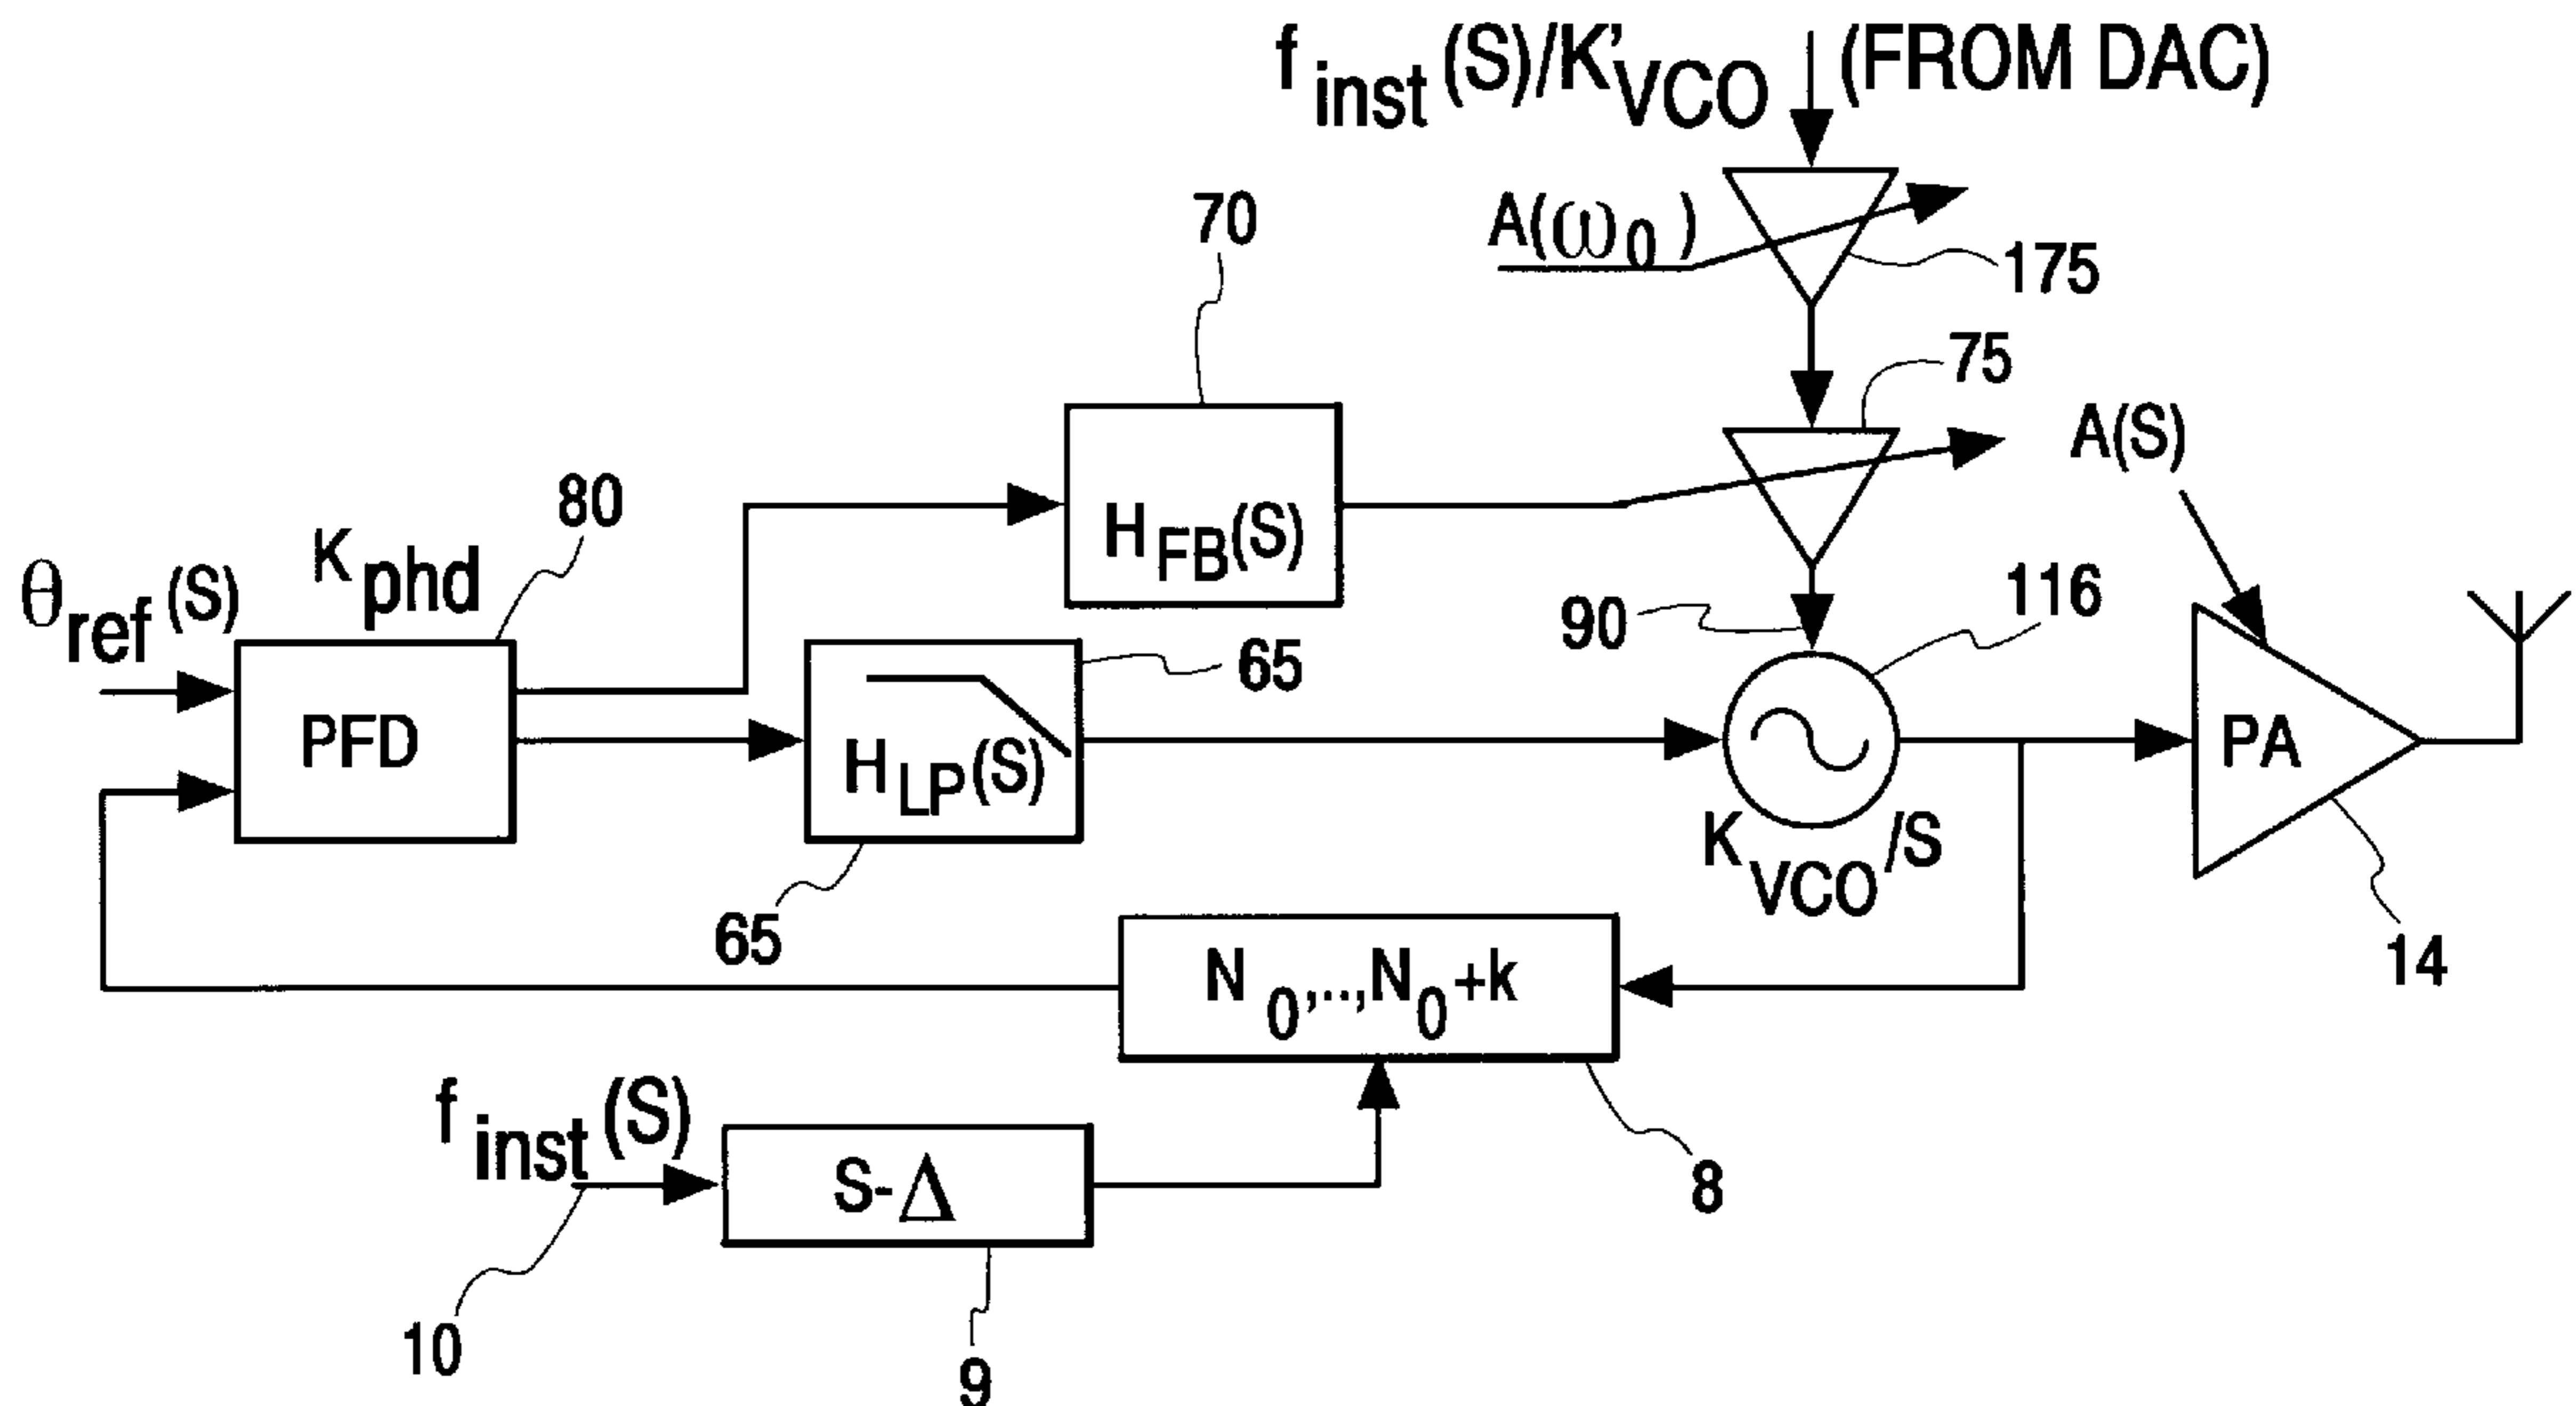 f inst (S)/K'VCO (FROM DAC)
A(ω0 )
175
70
75
A(S)
80
Kphd
HFB(S)
θref (S)
116
90
65
PFD
HLP(S)
PA
KVCO/S
65
N0,..,N0+k
14
f inst (S)
S-Δ
8
10
9